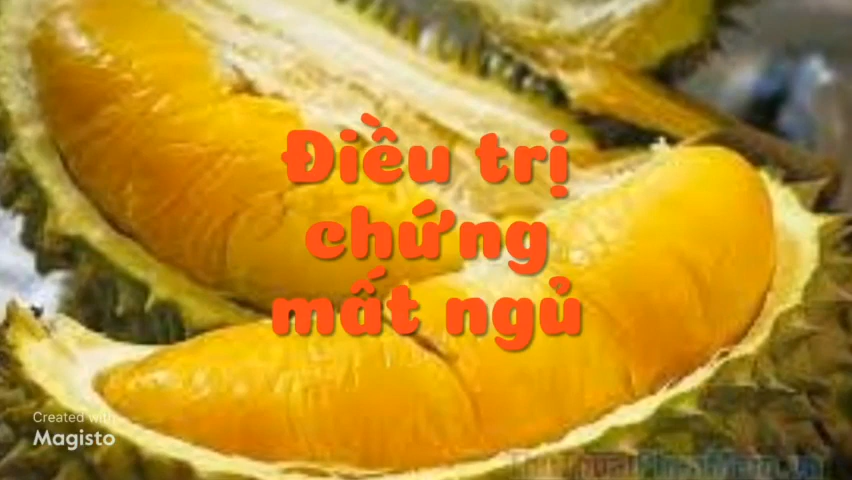 Điều trị
chứng
mất ngủ
Created with
Magisto